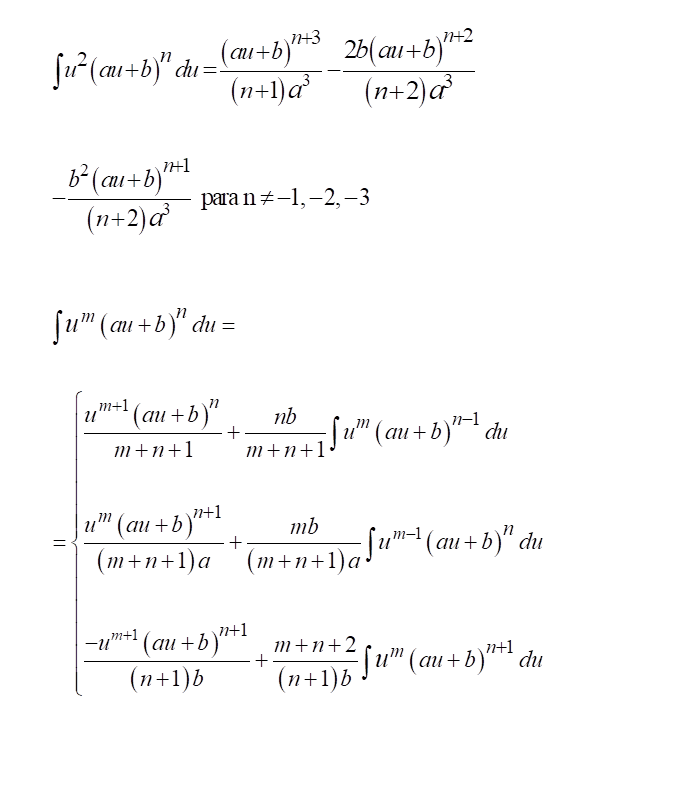 ∫u²(au+b)ⁿ du = (au+b)ⁿ⁺³/(n+1)a³ − 2b(au+b)ⁿ⁺²/(n+2)a³
− b²(au+b)ⁿ⁺¹/(n+2)a³ para n ≠ −1, −2, −3
∫uᵐ(au+b)ⁿ du =
= { uᵐ⁺¹(au+b)ⁿ/m+n+1 + nb/m+n+1 ∫uᵐ(au+b)ⁿ⁻¹ du
uᵐ(au+b)ⁿ⁺¹/(m+n+1)a + mb/(m+n+1)a ∫uᵐ⁻¹(au+b)ⁿ du
−uᵐ⁺¹(au+b)ⁿ⁺¹/(n+1)b + m+n+2/(n+1)b ∫uᵐ(au+b)ⁿ⁺¹ du